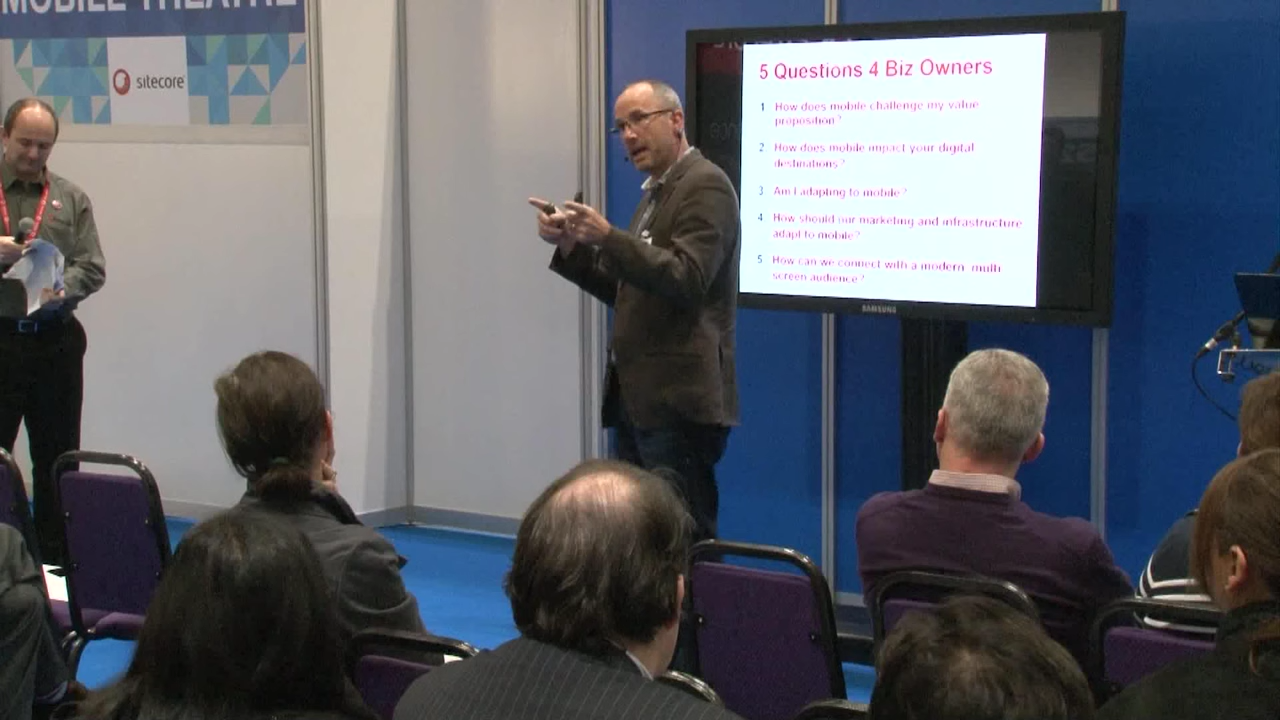 MOBILE THEATRE
sitecore
5 Questions 4 Biz Owners
1 How does mobile challenge my value
proposition?
2 How does mobile impact your digital
destinations?
3 Am I adapting to mobile?
4 How should our marketing and infrastructure
adapt to mobile?
5 How can we connect with a modern multi
screen audience?
SAMSUNG